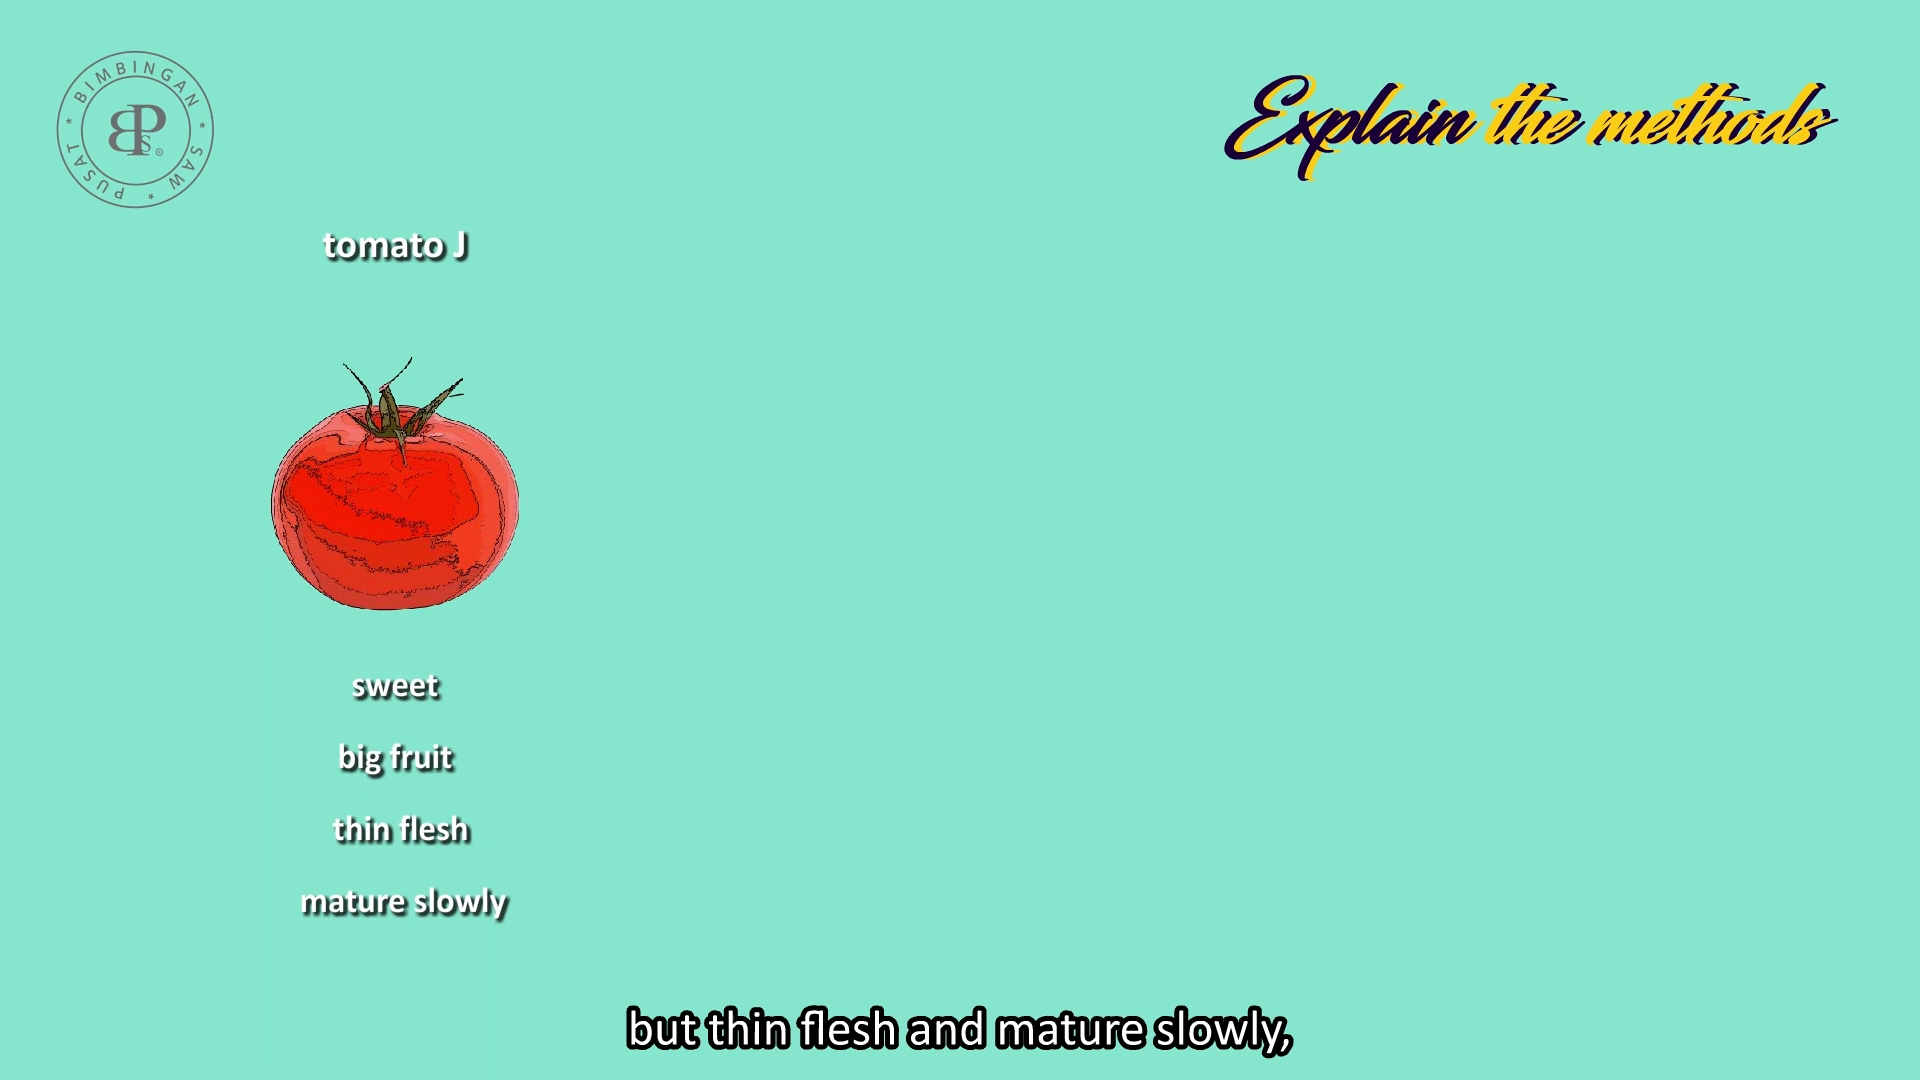 PUSAT * BIMBINGAN * SAW *
BPs®
Explain the methods
tomato J
sweet
big fruit
thin flesh
mature slowly
but thin flesh and mature slowly,